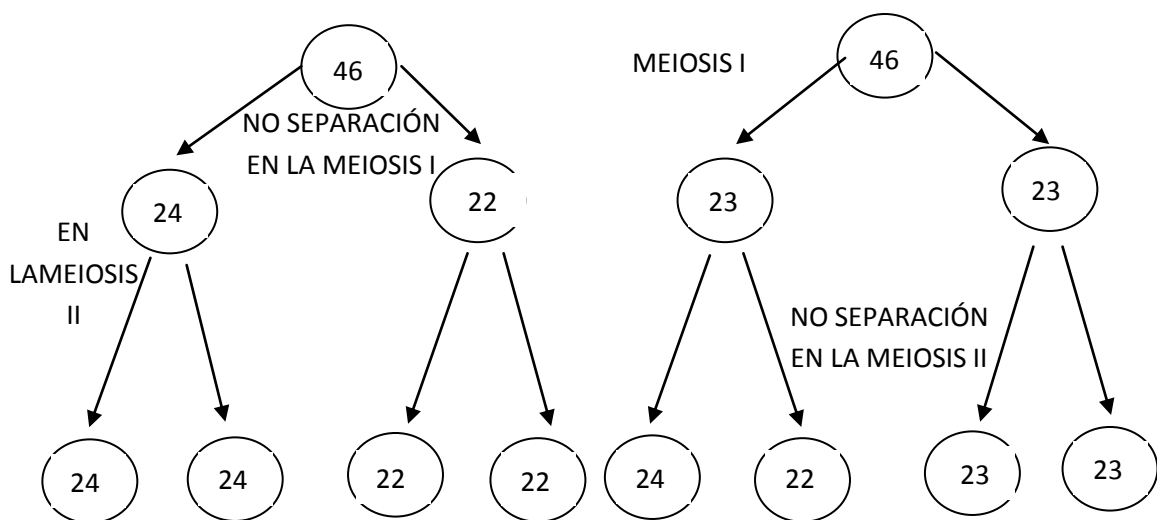 46
NO SEPARACIÓN
EN LA MEIOSIS I
24
22
EN
LAMEIOSIS
II
24
24
22
22
MEIOSIS I
46
23
23
NO SEPARACIÓN
EN LA MEIOSIS II
24
22
23
23